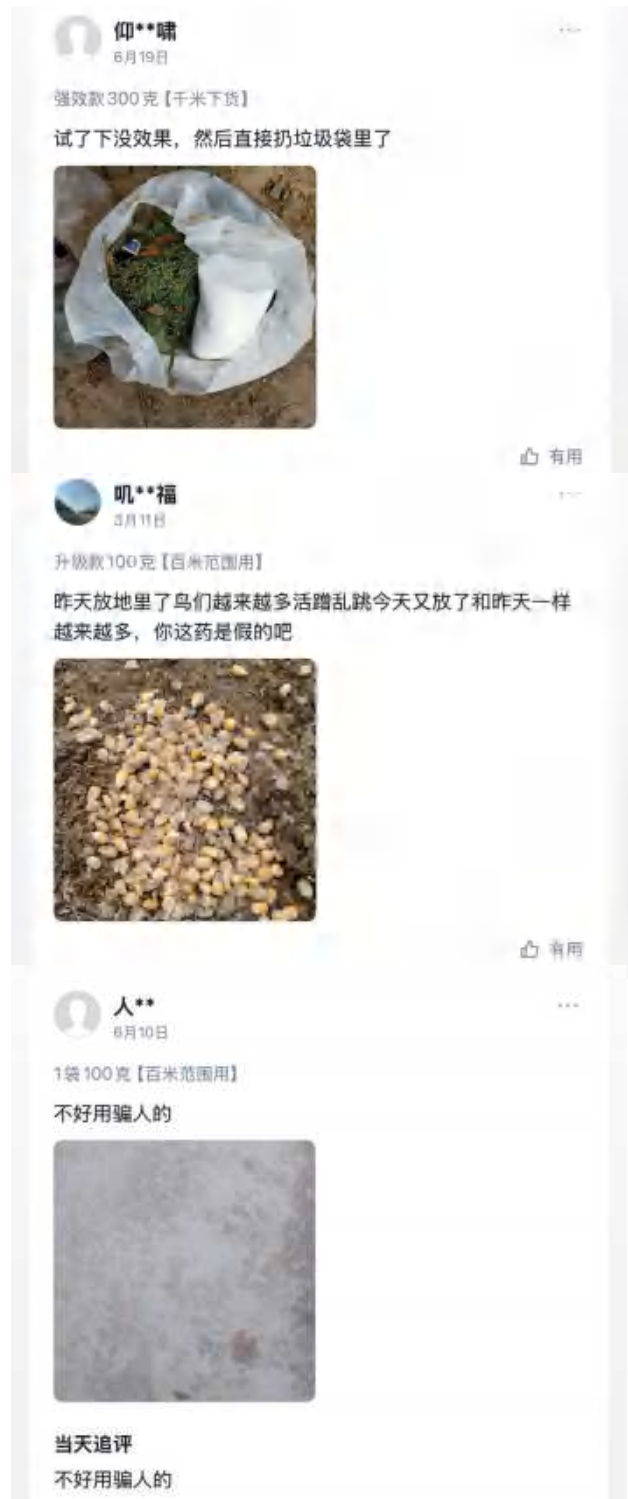 仰**啸
6月19日
强效款300克【千米下货】
试了下没效果，然后直接扔垃圾袋里了
有用
叽**福
3月11日
升级款100克【百米范围用】
昨天放地里了鸟们越来越多活蹭乱跳今天又放了和昨天一样
越来越多，你这药是假的吧
有用
人**
6月10日
1袋100克【百米范围用】
不好用骗人的
当天追评
不好用骗人的